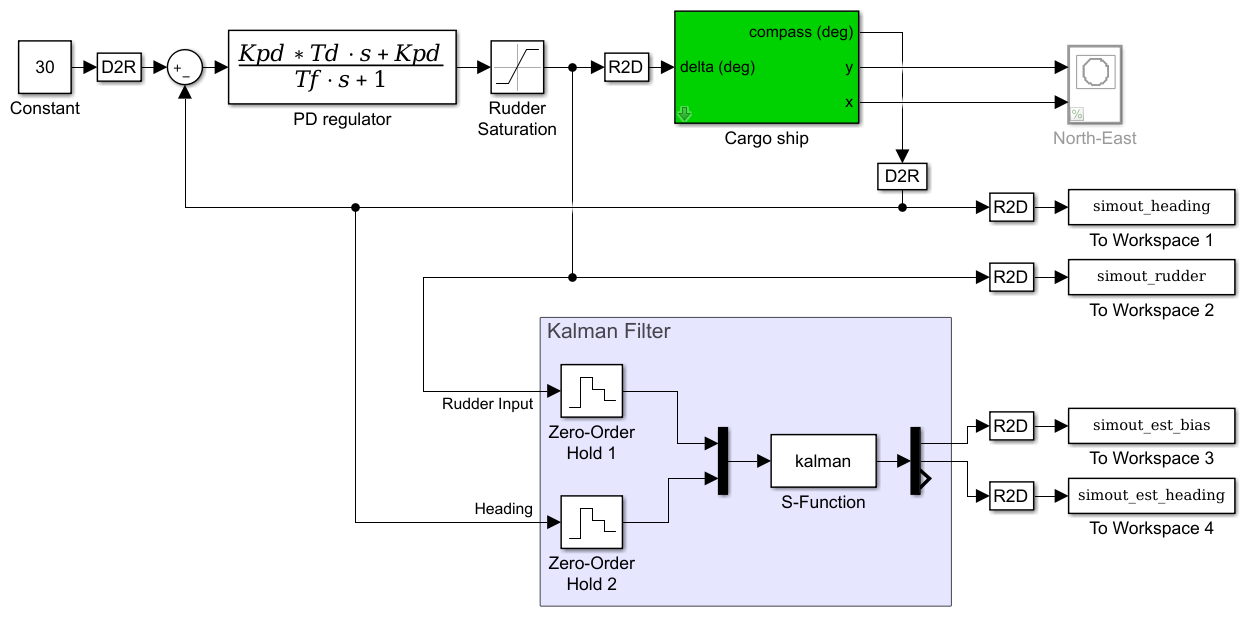 30
Constant
D2R
+
−
Kpd * Td · s + Kpd
Tf · s + 1
PD regulator
Rudder
Saturation
R2D
compass (deg)
delta (deg)
y
x
Cargo ship
%
North-East
D2R
R2D
simout_heading
To Workspace 1
R2D
simout_rudder
To Workspace 2
Kalman Filter
Rudder Input
Zero-Order
Hold 1
Heading
Zero-Order
Hold 2
kalman
S-Function
R2D
simout_est_bias
To Workspace 3
R2D
simout_est_heading
To Workspace 4